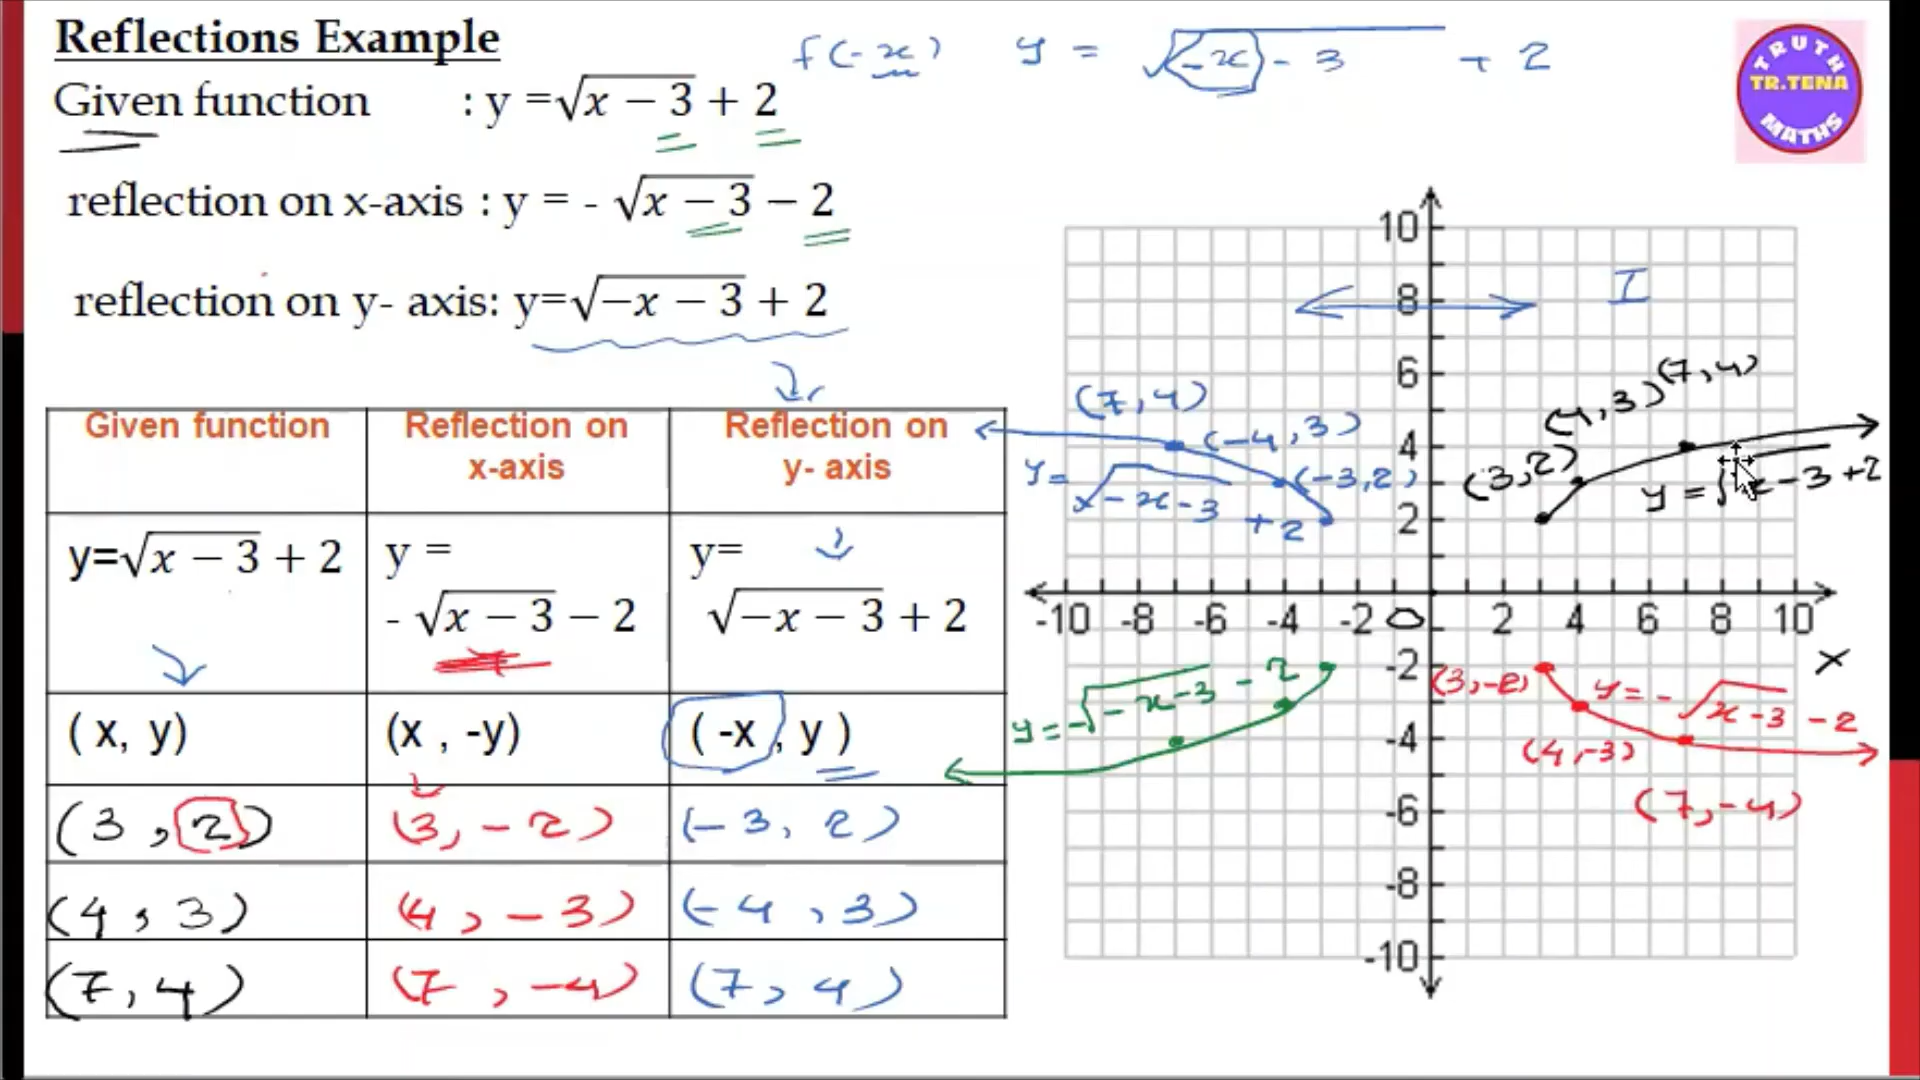 Reflections Example
f(-x) y = √(-x)-3 + 2
TRUTH
TR.TENA
MATHS
Given function : y =√x − 3 + 2
reflection on x-axis : y = - √x − 3 − 2
reflection on y- axis: y=√−x − 3 + 2
Given function
Reflection on
x-axis
Reflection on
y- axis
y=√x − 3 + 2
y =
- √x − 3 − 2
y=
√−x − 3 + 2
( x, y)
(x , -y)
( -x , y )
(3 , 2)
(3, -2)
(-3, 2)
(4, 3)
(4, -3)
(-4, 3)
(7, 4)
(7, -4)
(7, 4)
10
8
6
4
2
-10 -8 -6 -4 -2 O 2 4 6 8 10
x
-2
-4
-6
-8
-10
I
(7,4)
(-4,3)
(-3,2)
y=
√-x-3 +2
(7,4)
(4,3)
(3,2)
y=√x-3+2
y=-√-x-3 - 2
(3,-2)
y=-√x-3 -2
(4,-3)
(7,-4)